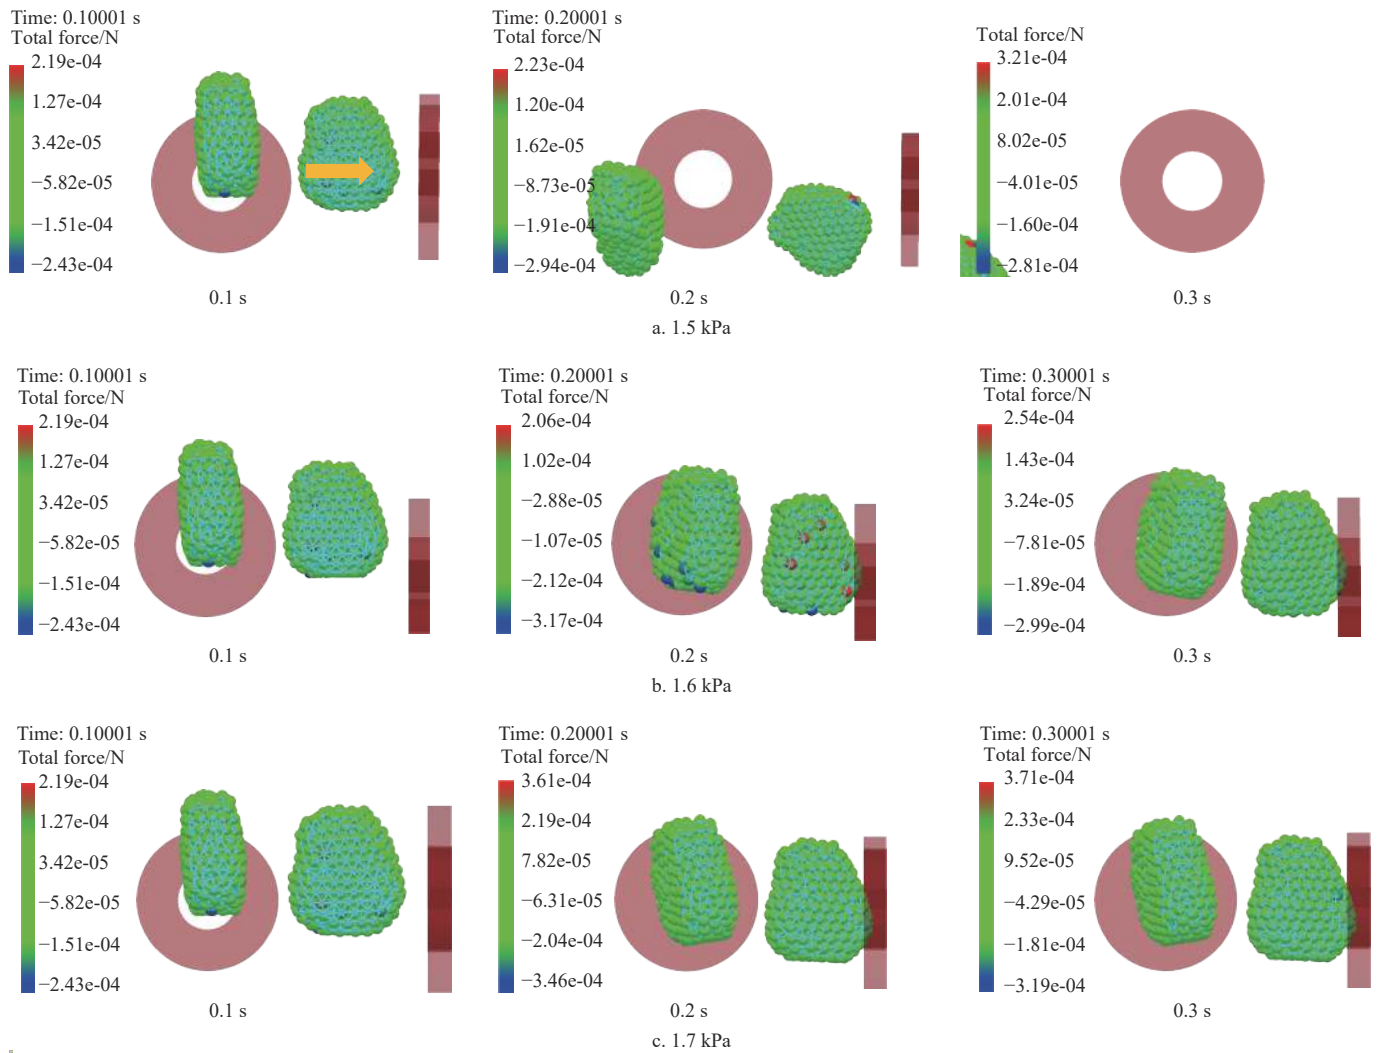 Time: 0.10001 s
Total force/N
2.19e-04
1.27e-04
3.42e-05
−5.82e-05
−1.51e-04
−2.43e-04
0.1 s
Time: 0.20001 s
Total force/N
2.23e-04
1.20e-04
1.62e-05
−8.73e-05
−1.91e-04
−2.94e-04
0.2 s
Total force/N
3.21e-04
2.01e-04
8.02e-05
−4.01e-05
−1.60e-04
−2.81e-04
0.3 s
a. 1.5 kPa
Time: 0.10001 s
Total force/N
2.19e-04
1.27e-04
3.42e-05
−5.82e-05
−1.51e-04
−2.43e-04
0.1 s
Time: 0.20001 s
Total force/N
2.06e-04
1.02e-04
−2.88e-05
−1.07e-05
−2.12e-04
−3.17e-04
0.2 s
Time: 0.30001 s
Total force/N
2.54e-04
1.43e-04
3.24e-05
−7.81e-05
−1.89e-04
−2.99e-04
0.3 s
b. 1.6 kPa
Time: 0.10001 s
Total force/N
2.19e-04
1.27e-04
3.42e-05
−5.82e-05
−1.51e-04
−2.43e-04
0.1 s
Time: 0.20001 s
Total force/N
3.61e-04
2.19e-04
7.82e-05
−6.31e-05
−2.04e-04
−3.46e-04
0.2 s
Time: 0.30001 s
Total force/N
3.71e-04
2.33e-04
9.52e-05
−4.29e-05
−1.81e-04
−3.19e-04
0.3 s
c. 1.7 kPa